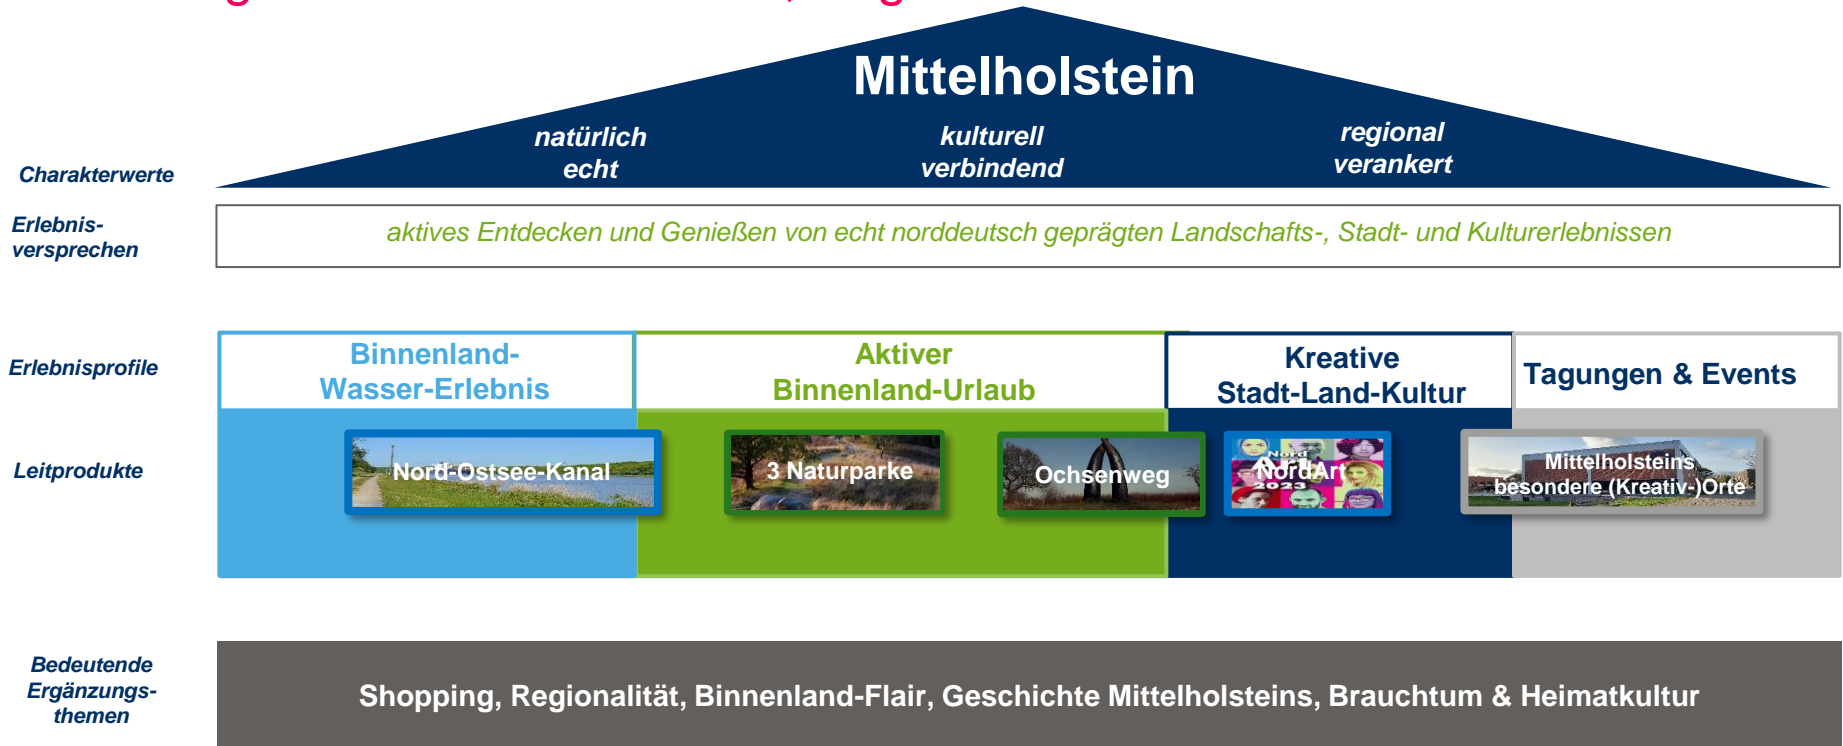 Mittelholstein
natürlich
echt
kulturell
verbindend
regional
verankert
Charakterwerte
Erlebnis-
versprechen
aktives Entdecken und Genießen von echt norddeutsch geprägten Landschafts-, Stadt- und Kulturerlebnissen
Erlebnisprofile
Binnenland-
Wasser-Erlebnis
Aktiver
Binnenland-Urlaub
Kreative
Stadt-Land-Kultur
Tagungen & Events
Leitprodukte
Nord-Ostsee-Kanal
3 Naturparke
Ochsenweg
Nord
NordArt
2023
Mittelholsteins
besondere (Kreativ-)Orte
Bedeutende
Ergänzungs-
themen
Shopping, Regionalität, Binnenland-Flair, Geschichte Mittelholsteins, Brauchtum & Heimatkultur